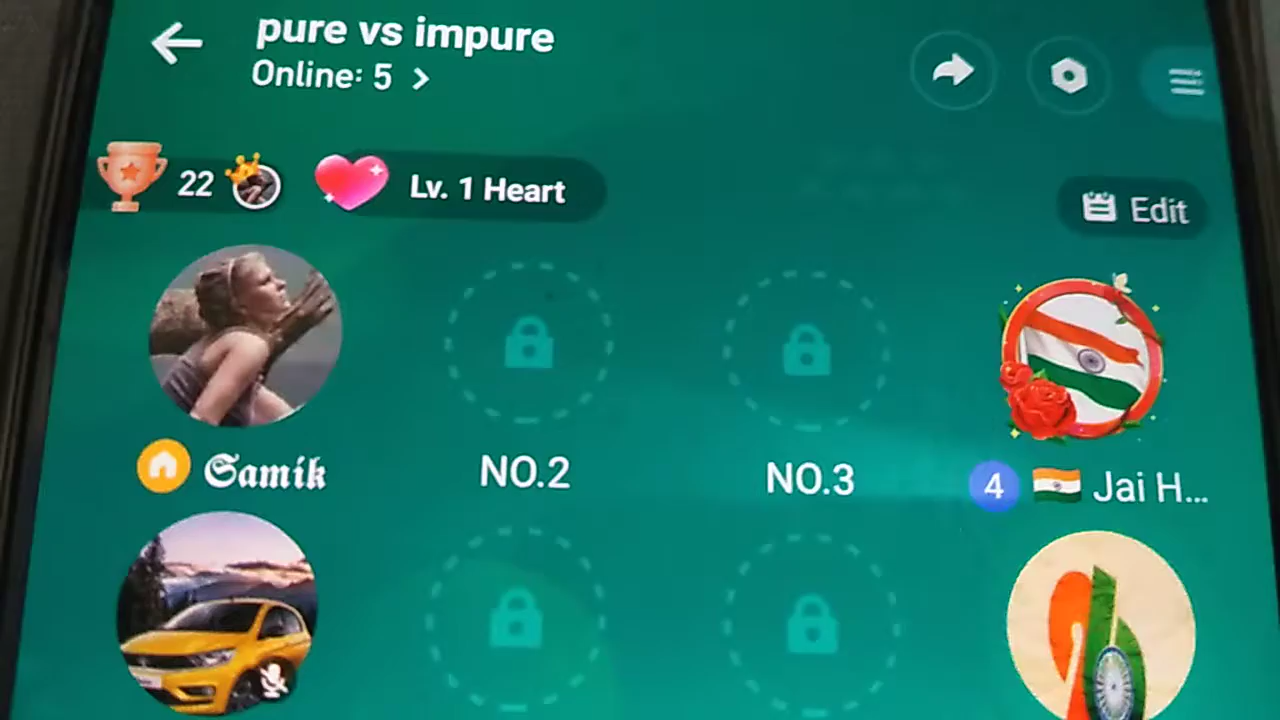 pure vs impure
Online: 5 >
22
Lv. 1 Heart
Edit
𝕾𝖆𝖒𝖎𝖐
NO.2
NO.3
4 🇮🇳 Jai H...